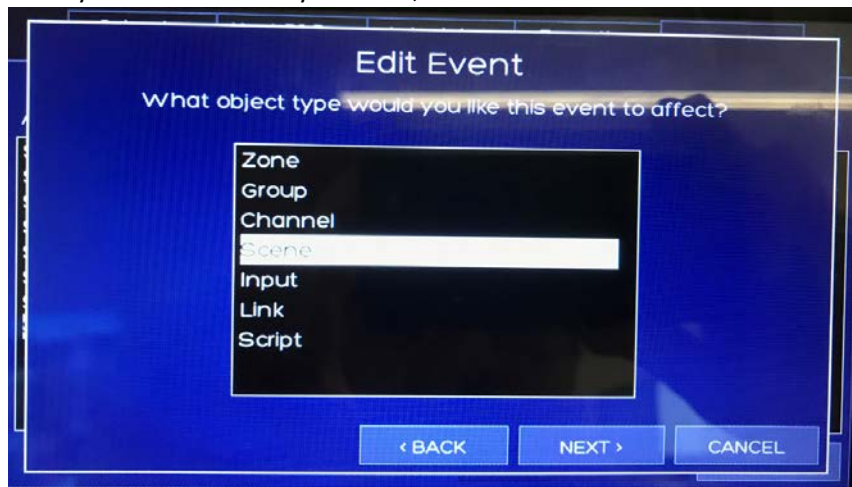 Edit Event
What object type would you like this event to affect?
Zone
Group
Channel
Scene
Input
Link
Script
< BACK
NEXT >
CANCEL